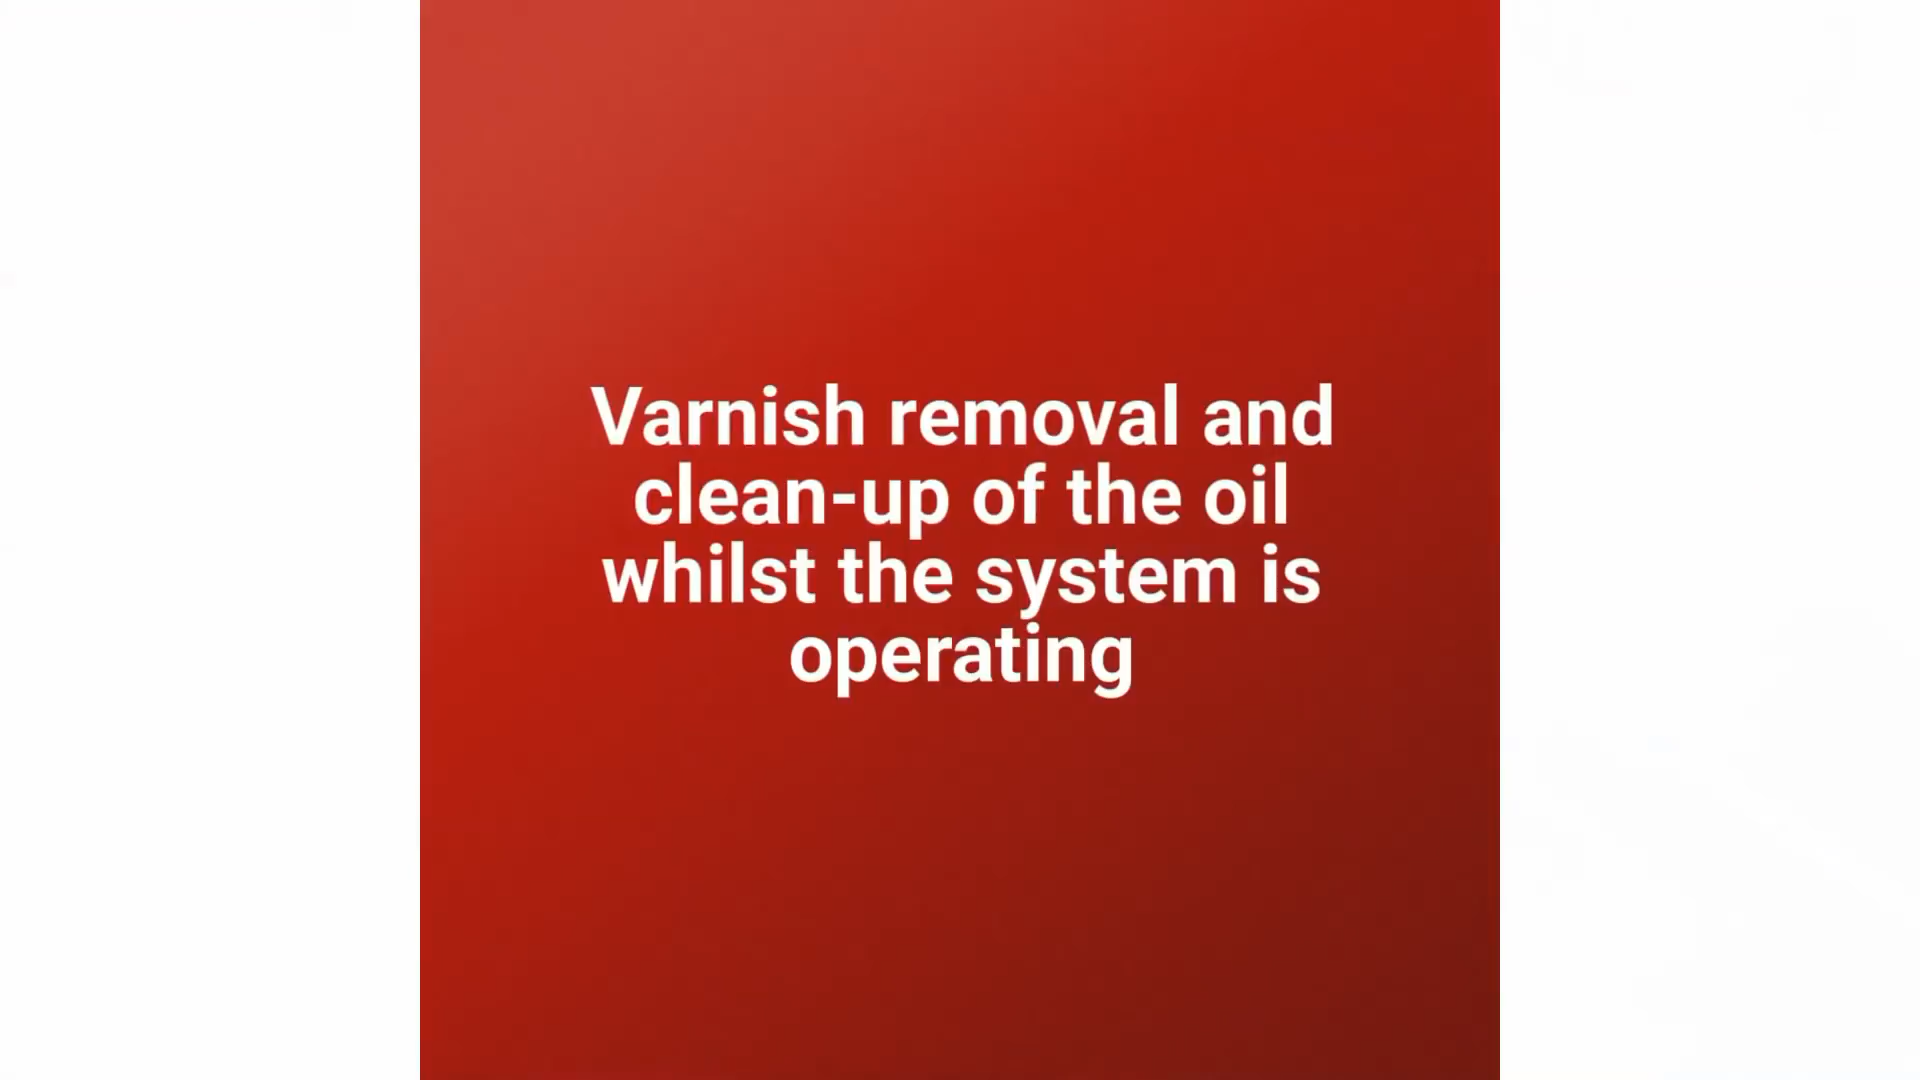 Varnish removal and
clean-up of the oil
whilst the system is
operating